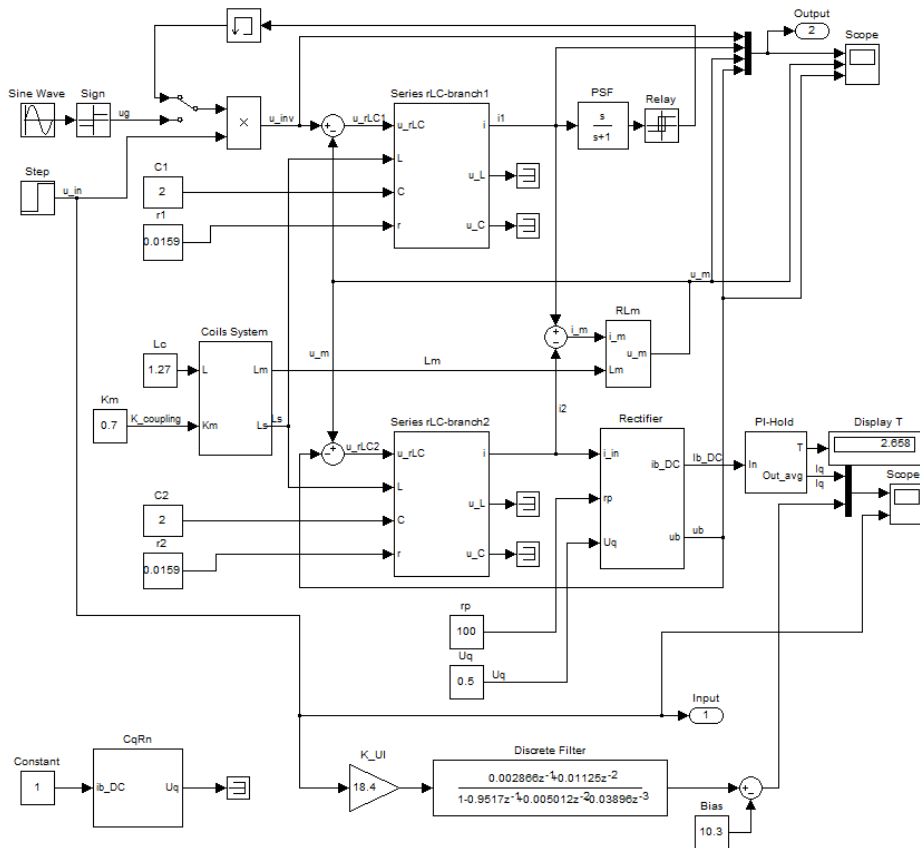 Output
2
Scope
Sine Wave
Sign
ug
×
u_inv
+
−
u_rLC1
Series rLC-branch1
u_rLC
L
C
r
i
u_L
u_C
i1
PSF
s
s+1
Relay
Step
u_in
C1
2
r1
0.0159
u_m
+
−
i_m
RLm
i_m
Lm
u_m
Coils System
L
Km
Lm
Ls
Lc
1.27
Km
0.7
K_coupling
Ls
u_m
Lm
i2
+
−
u_rLC2
Series rLC-branch2
u_rLC
L
C
r
i
u_L
u_C
C2
2
r2
0.0159
Rectifier
i_in
rp
Uq
ib_DC
ub
Ib_DC
ub
PI-Hold
In
T
Out_avg
Display T
2.658
Iq
Iq
Scope
rp
100
Uq
0.5
Uq
Input
1
Constant
1
CqRn
ib_DC
Uq
K_UI
18.4
Discrete Filter
0.002866z-1+0.01125z-2
1-0.9517z-1+0.005012z-2-0.03896z-3
+
−
Bias
10.3